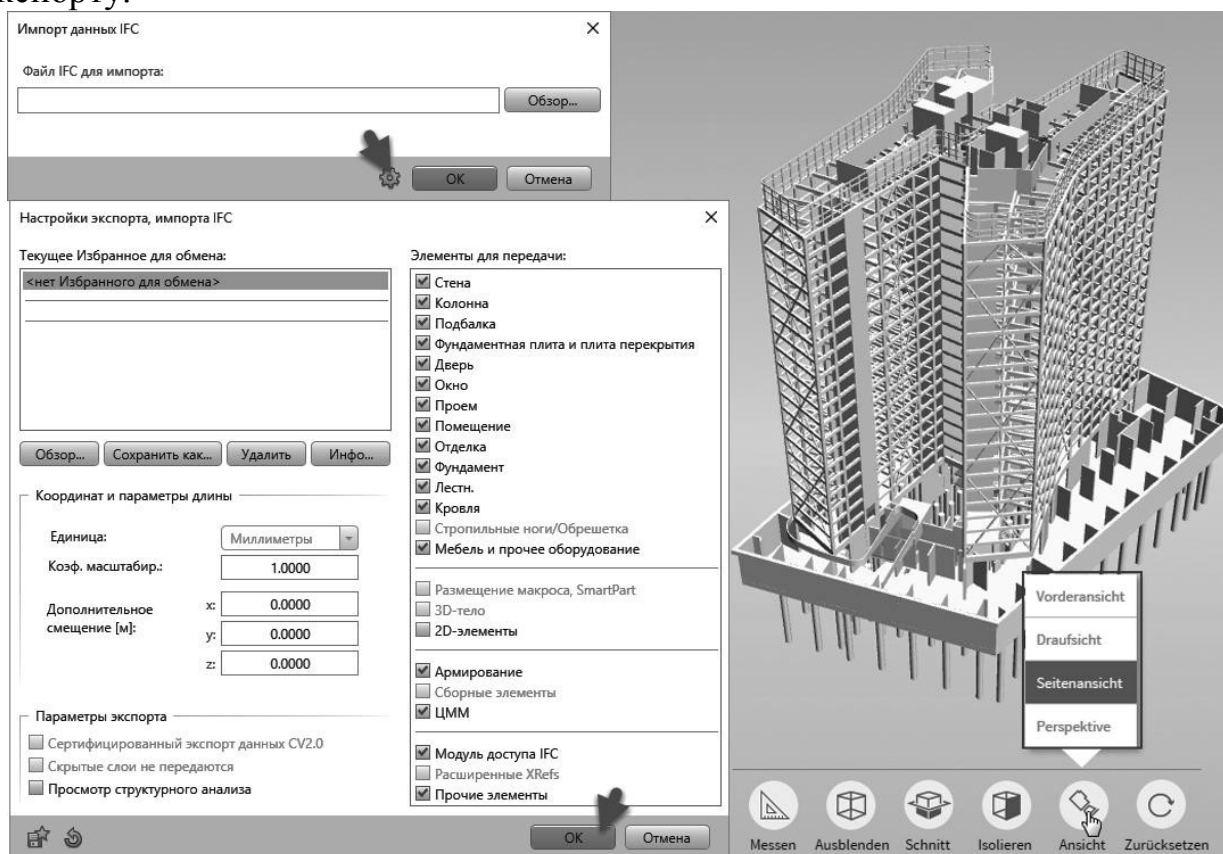 кспорту.
Импорт данных IFC
Файл IFC для импорта:
Обзор...
ОК
Отмена
Настройки экспорта, импорта IFC
Текущее Избранное для обмена:
<нет Избранного для обмена>
Обзор...
Сохранить как...
Удалить
Инфо...
Координат и параметры длины
Единица:
Миллиметры
Коэф. масштабир.:
1.0000
Дополнительное
смещение [м]:
x:
0.0000
y:
0.0000
z:
0.0000
Параметры экспорта
Сертифицированный экспорт данных CV2.0
Скрытые слои не передаются
Просмотр структурного анализа
Элементы для передачи:
Стена
Колонна
Подбалка
Фундаментная плита и плита перекрытия
Дверь
Окно
Проем
Помещение
Отделка
Фундамент
Лестн.
Кровля
Стропильные ноги/Обрешетка
Мебель и прочее оборудование
Размещение макроса, SmartPart
3D-тело
2D-элементы
Армирование
Сборные элементы
ЦММ
Модуль доступа IFC
Расширенные XRefs
Прочие элементы
ОК
Отмена
Vorderansicht
Draufsicht
Seitenansicht
Perspektive
Messen
Ausblenden
Schnitt
Isolieren
Ansicht
Zurücksetzen